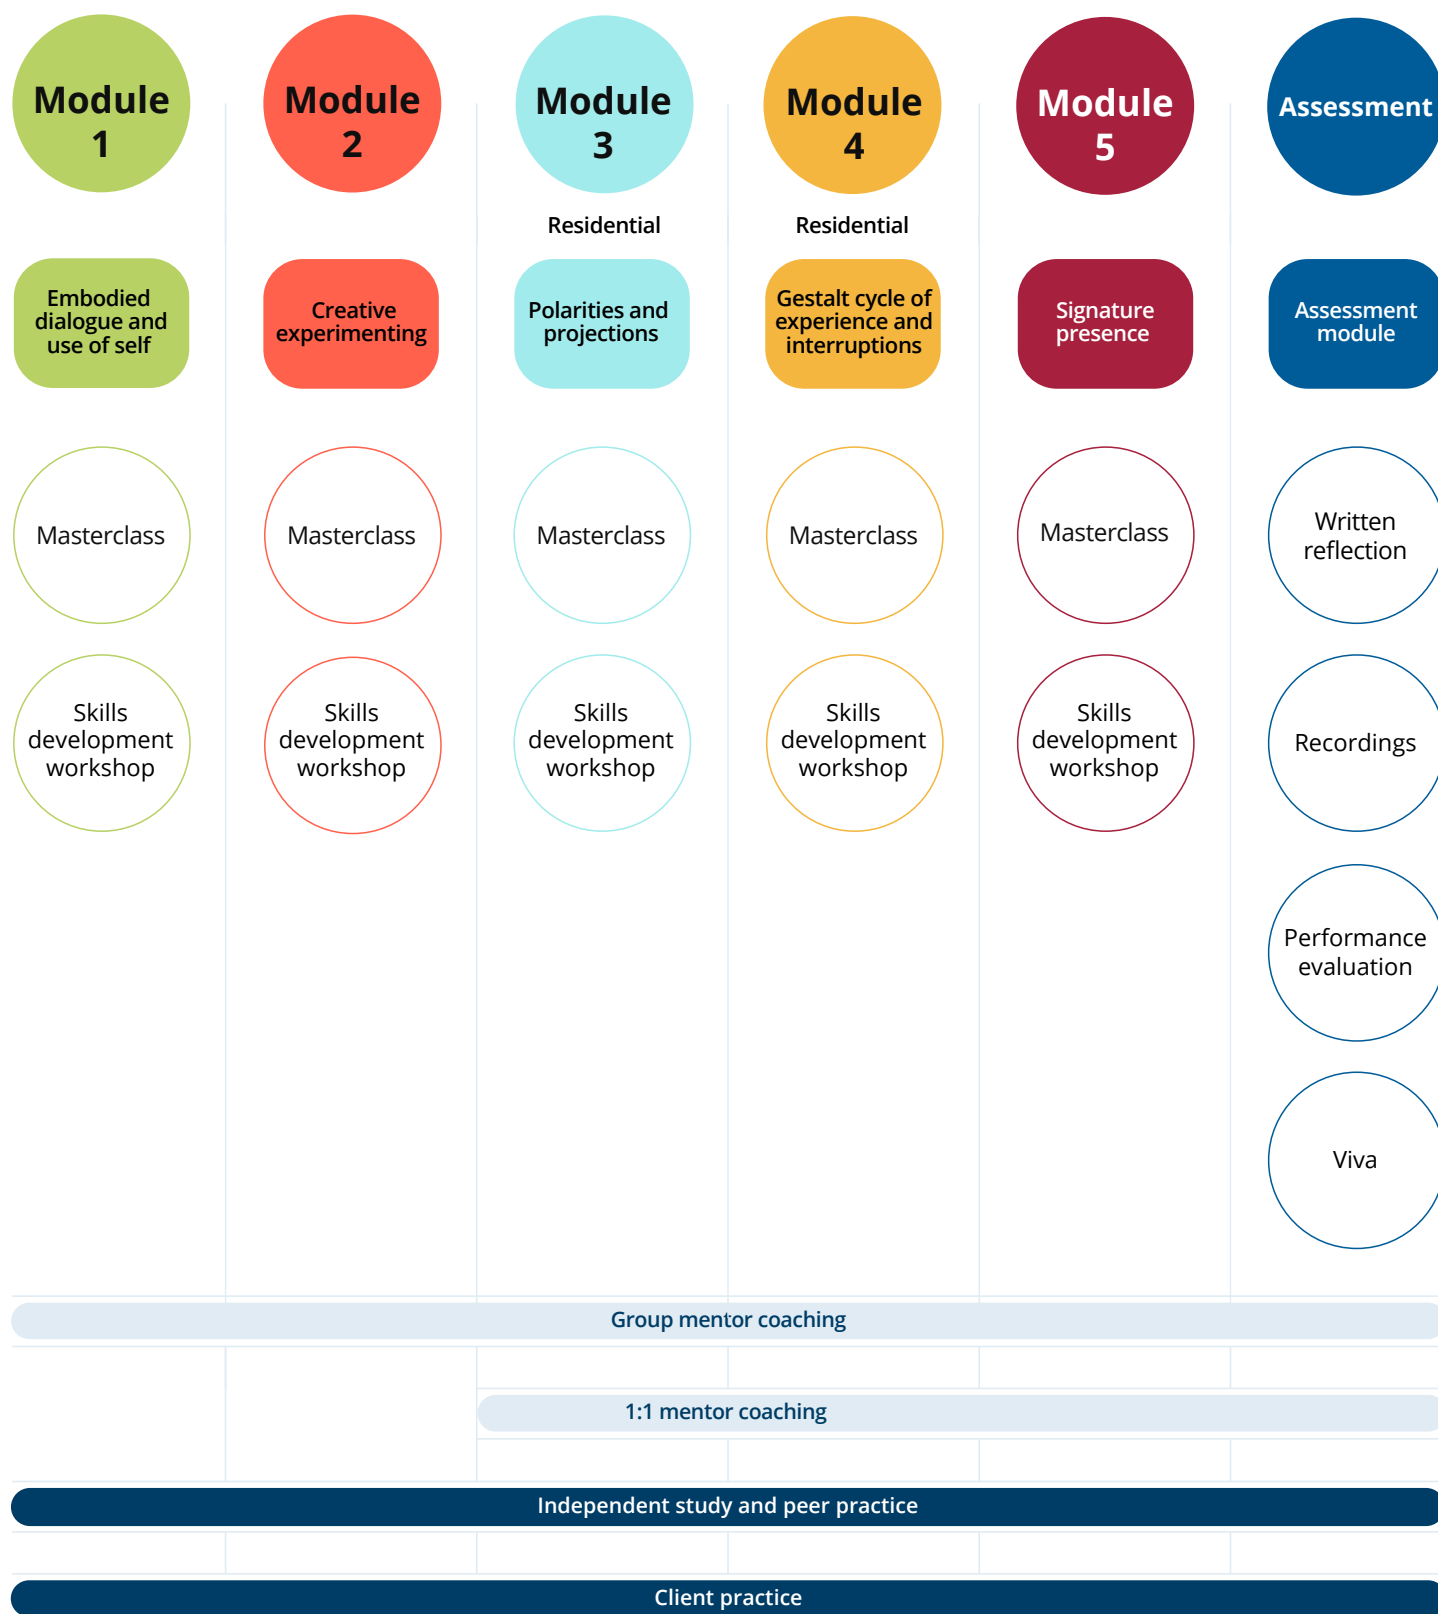 Module
1
Module
2
Module
3
Module
4
Module
5
Assessment
Residential
Residential
Embodied
dialogue and
use of self
Creative
experimenting
Polarities and
projections
Gestalt cycle of
experience and
interruptions
Signature
presence
Assessment
module
Masterclass
Masterclass
Masterclass
Masterclass
Masterclass
Written
reflection
Skills
development
workshop
Skills
development
workshop
Skills
development
workshop
Skills
development
workshop
Skills
development
workshop
Recordings
Performance
evaluation
Viva
Group mentor coaching
1:1 mentor coaching
Independent study and peer practice
Client practice